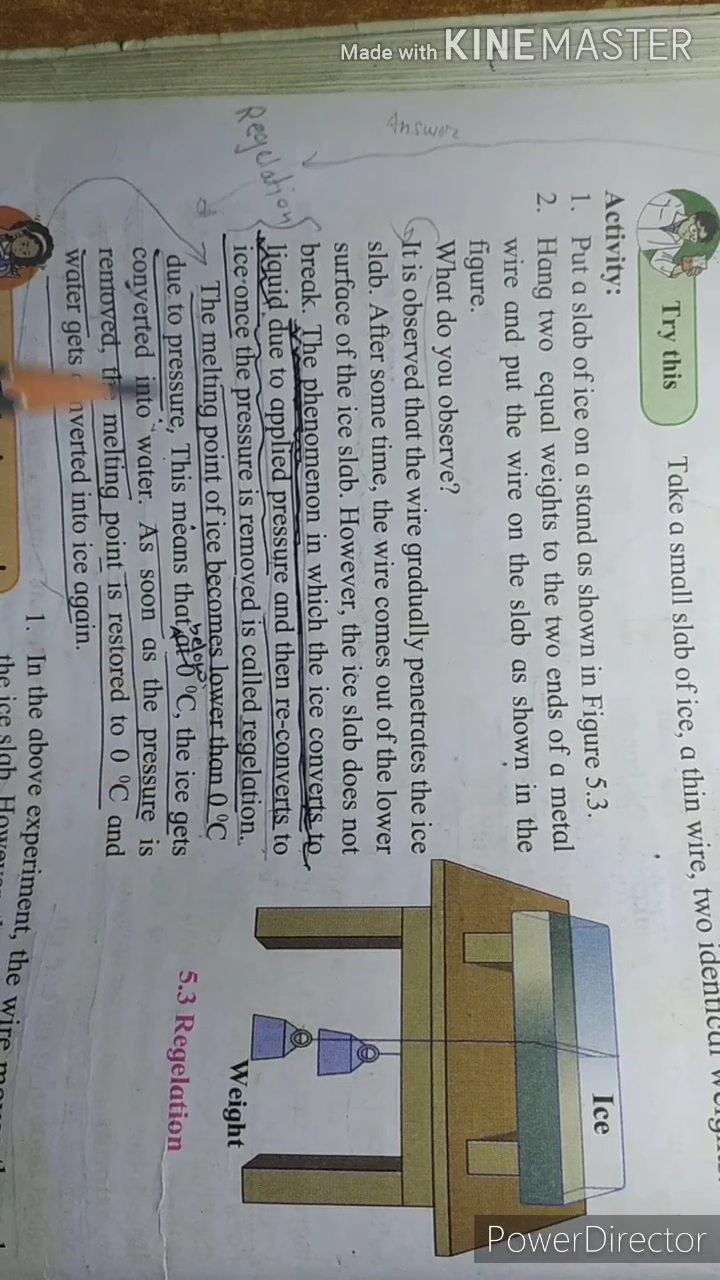 Made with KINEMASTER
Answer
Try this
Take a small slab of ice, a thin wire, two identical
Activity:
1. Put a slab of ice on a stand as shown in Figure 5.3.
2. Hang two equal weights to the two ends of a metal
wire and put the wire on the slab as shown in the
figure.
What do you observe?
It is observed that the wire gradually penetrates the ice
slab. After some time, the wire comes out of the lower
surface of the ice slab. However, the ice slab does not
break. The phenomenon in which the ice converts to
liquid due to applied pressure and then re-converts to
ice once the pressure is removed is called regelation.
Regelation
The melting point of ice becomes lower than 0 °C
due to pressure, This means that at 0 °C, the ice gets
below
converted into water. As soon as the pressure is
removed, the melting point is restored to 0 °C and
water gets converted into ice again.
Ice
Weight
5.3 Regelation
1. In the above experiment, the wire
the ice slab. However
PowerDirector